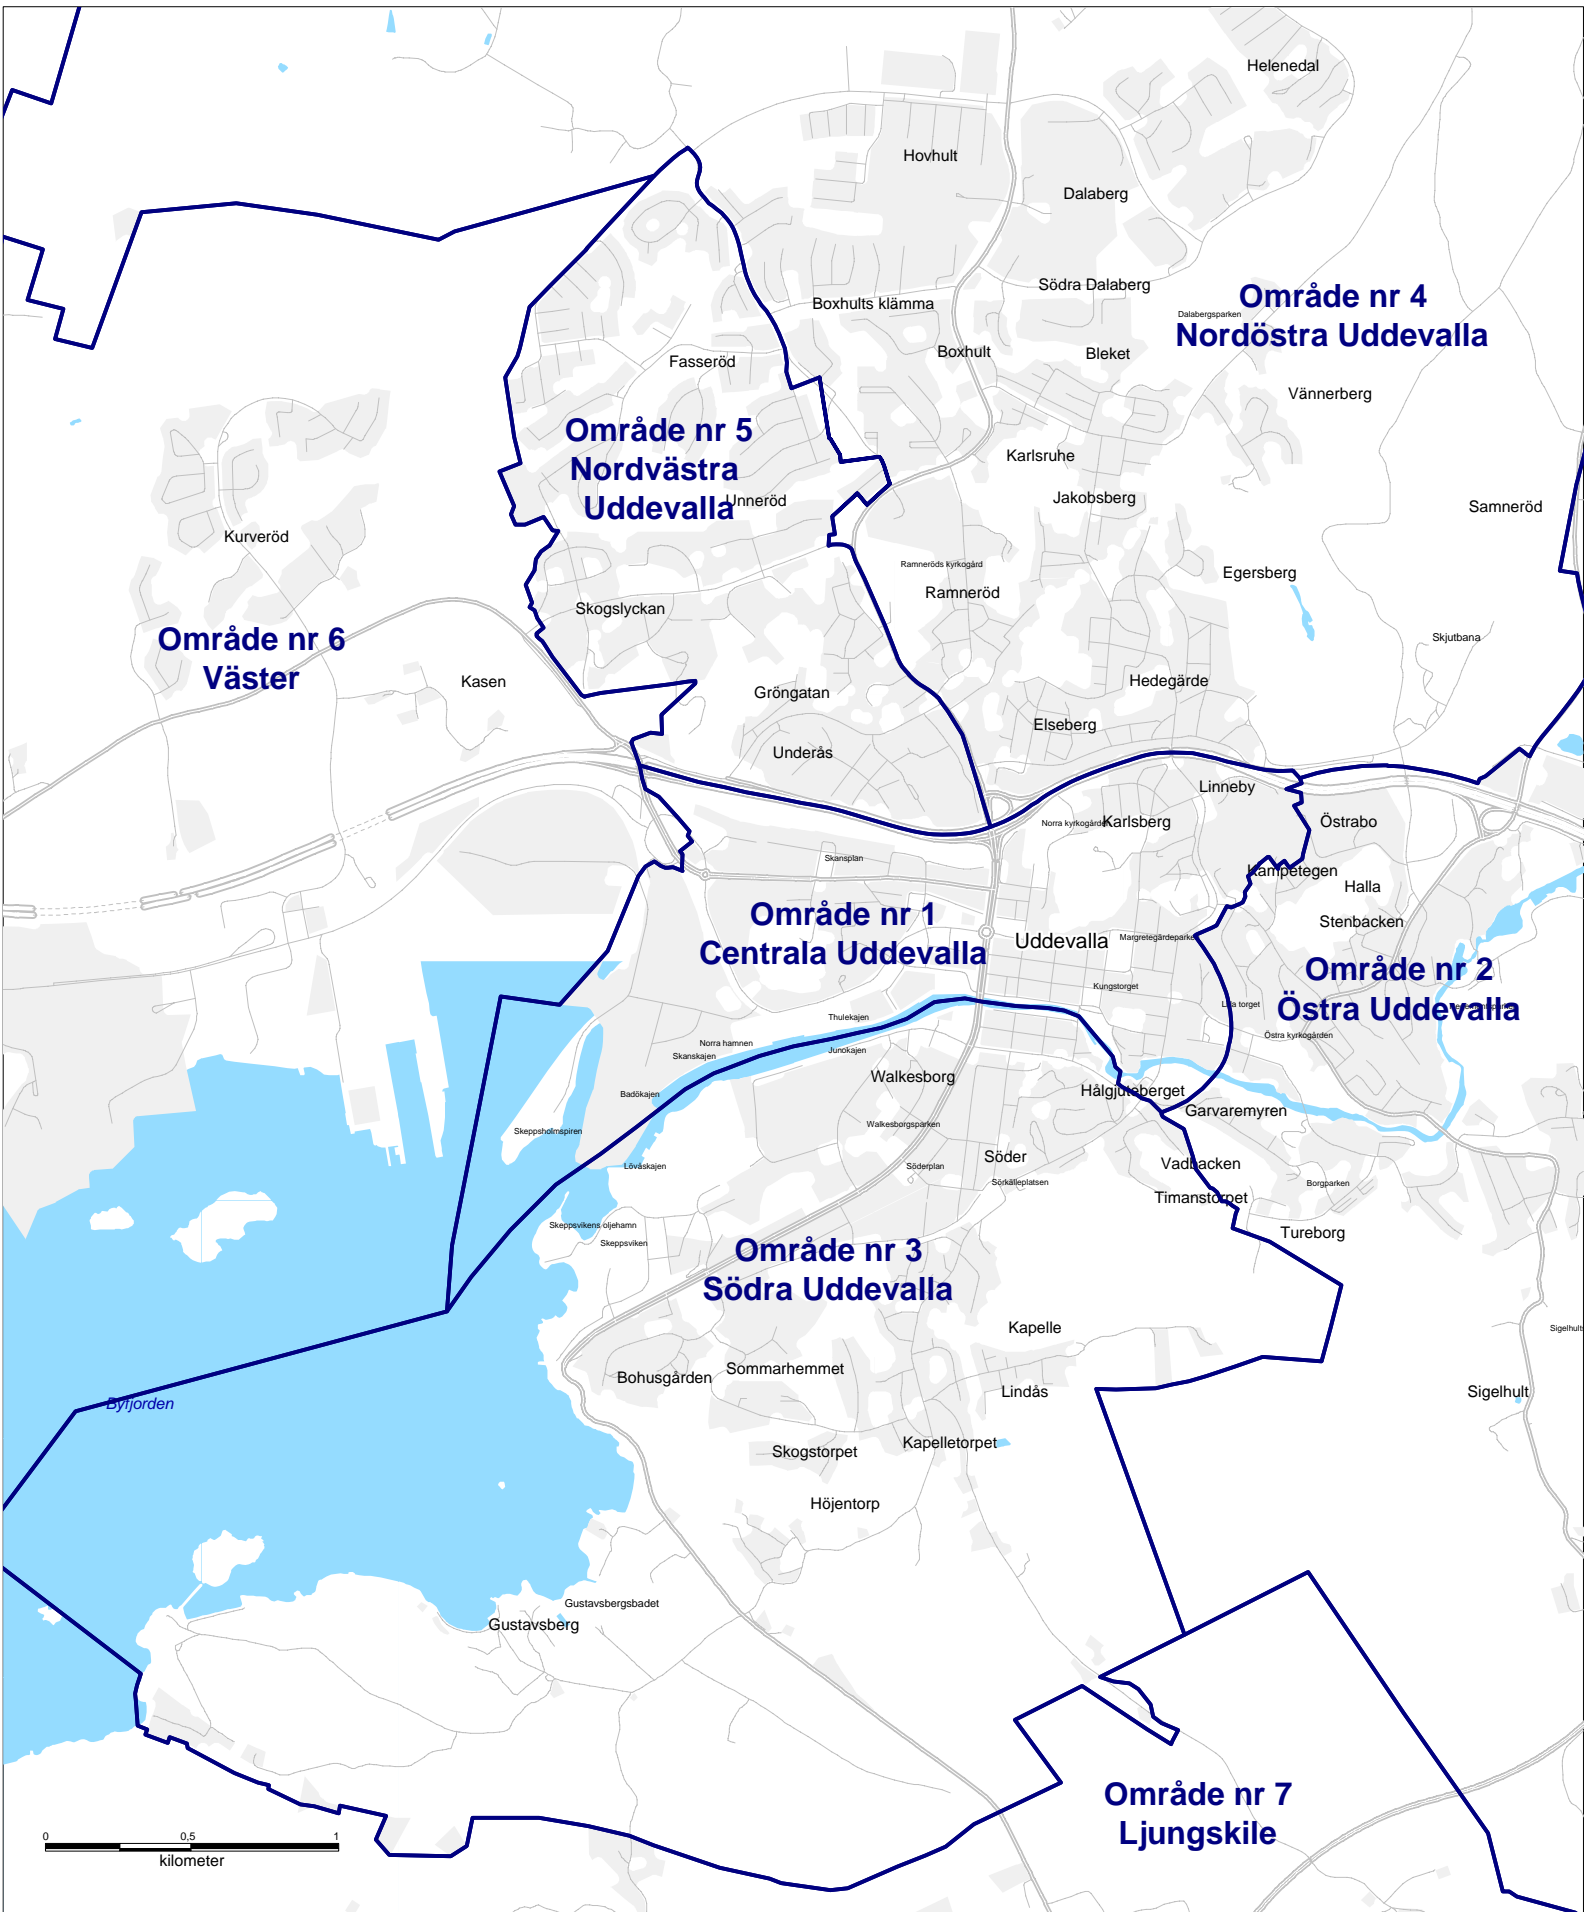 Helenedal
Hovhult
Dalaberg
Södra Dalaberg
Boxhults klämma
Dalabergsparken
Område nr 4
Nordöstra Uddevalla
Boxhult
Bleket
Fasseröd
Vännerberg
Område nr 5
Nordvästra
Uddevalla
Unneröd
Karlsruhe
Jakobsberg
Samneröd
Kurveröd
Ramneröds kyrkogård
Ramneröd
Egersberg
Skogslyckan
Skjutbana
Område nr 6
Väster
Kasen
Gröngatan
Hedegärde
Elseberg
Underås
Linneby
Norra kyrkogården
Karlsberg
Östrabo
Skansplan
Kämpetegen
Halla
Stenbacken
Område nr 1
Centrala Uddevalla
Uddevalla
Margretegärdeparken
Område nr 2
Östra Uddevalla
Kungstorget
Lilla torget
Östra kyrkogården
Thulekajen
Norra hamnen
Junokajen
Skanskajen
Walkesborg
Badökajen
Hålgjuteberget
Garvaremyren
Walkesborgsparken
Skeppsholmspiren
Söder
Vadbacken
Lövåskajen
Söderplan
Sörkälleplatsen
Borgparken
Timanstorpet
Skeppsvikens oljehamn
Skeppsviken
Tureborg
Område nr 3
Södra Uddevalla
Kapelle
Sigelhult
Bohusgården
Sommarhemmet
Lindås
Sigelhult
Byfjorden
Skogstorpet
Kapelletorpet
Höjentorp
Gustavsbergsbadet
Gustavsberg
Område nr 7
Ljungskile
0 0,5 1
kilometer